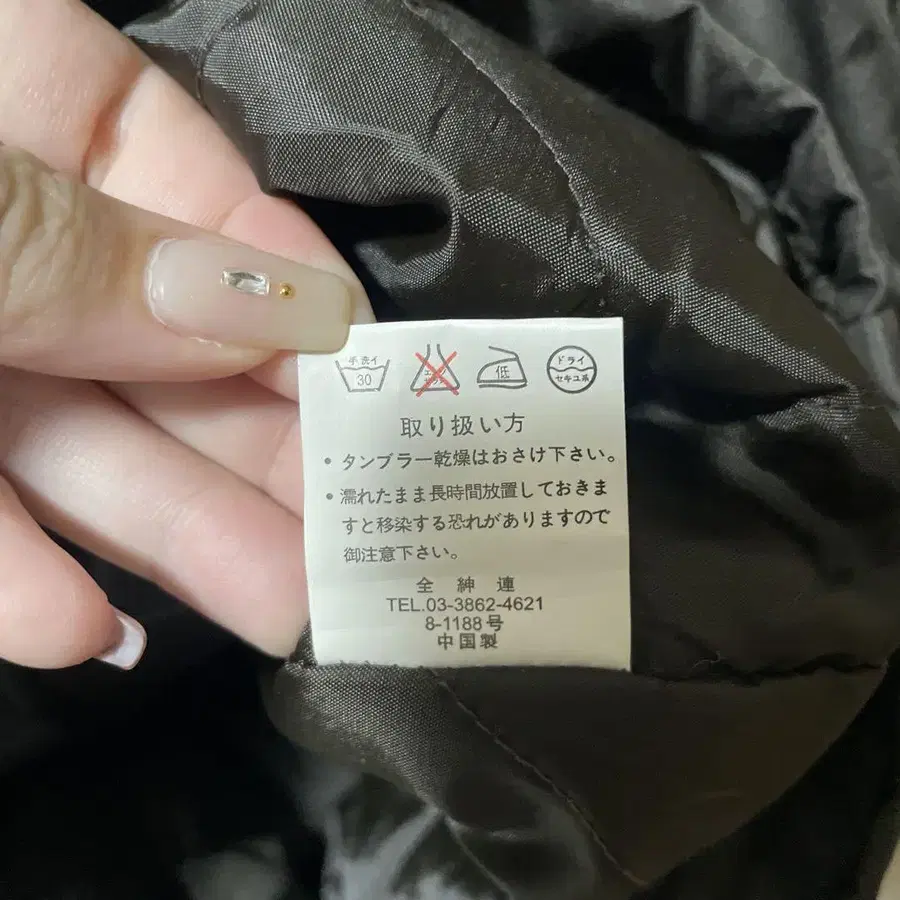 手洗イ
30
エンソ
低
ドライ
セキユ系
取り扱い方
・タンブラー乾燥はおさけ下さい。
・濡れたまま長時間放置しておきま
すと移染する恐れがありますので
御注意下さい。
全紳連
TEL.03-3862-4621
8-1188号
中国製